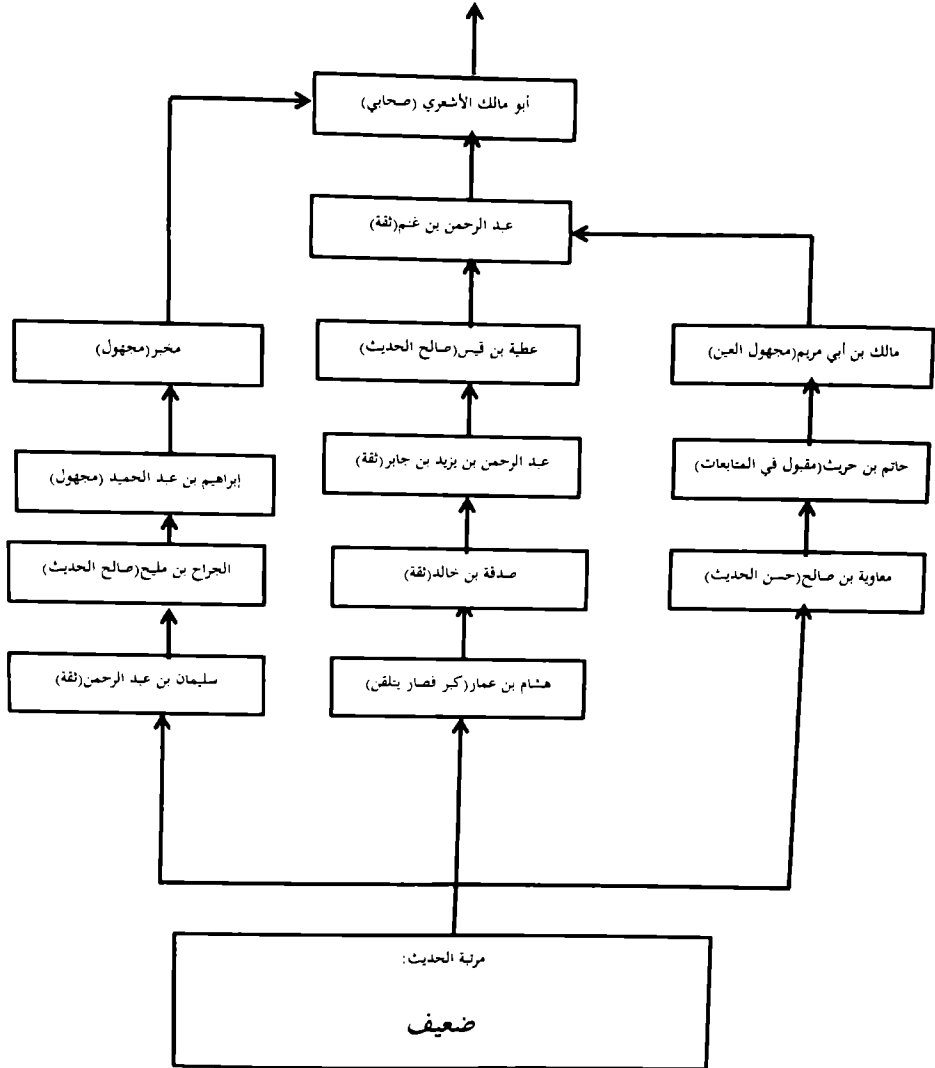 أبو مالك الأشعري (صحابي)
عبد الرحمن بن غنم(ثقة)
مالك بن أبي مريم(مجهول العين)
عطية بن قيس(صالح الحديث)
مخبر(مجهول)
حاتم بن حريث(مقبول في المتابعات)
عبد الرحمن بن يزيد بن جابر(ثقة)
إبراهيم بن عبد الحميد (مجهول)
معاوية بن صالح(حسن الحديث)
صدقة بن خالد(ثقة)
الجراح بن مليح(صالح الحديث)
هشام بن عمار(كبر فصار يتلقن)
سليمان بن عبد الرحمن(ثقة)
مرتبة الحديث:
ضعيف